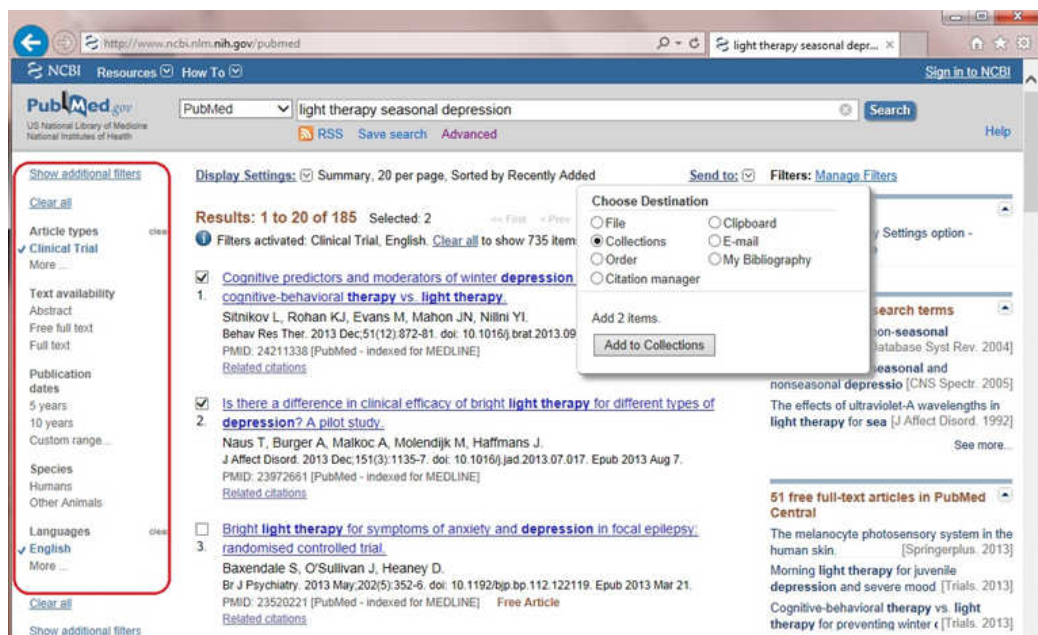 http://www.ncbi.nlm.nih.gov/pubmed
light therapy seasonal depr...
NCBI Resources How To Sign in to NCBI
PubMed.gov
US National Library of Medicine
National Institutes of Health
PubMed light therapy seasonal depression Search
RSS Save search Advanced Help
Show additional filters
Clear all
Article types clear
Clinical Trial
More ...
Text availability
Abstract
Free full text
Full text
Publication
dates
5 years
10 years
Custom range...
Species
Humans
Other Animals
Languages clear
English
More ...
Clear all
Show additional filters
Display Settings: Summary, 20 per page, Sorted by Recently Added Send to:
Results: 1 to 20 of 185 Selected: 2 << First < Prev
Filters activated: Clinical Trial, English. Clear all to show 735 item
Cognitive predictors and moderators of winter depression
1. cognitive-behavioral therapy vs. light therapy.
Sitnikov L, Rohan KJ, Evans M, Mahon JN, Nillni YI.
Behav Res Ther. 2013 Dec;51(12):872-81. doi: 10.1016/j.brat.2013.09
PMID: 24211338 [PubMed - indexed for MEDLINE]
Related citations
Is there a difference in clinical efficacy of bright light therapy for different types of
2. depression? A pilot study.
Naus T, Burger A, Malkoc A, Molendijk M, Haffmans J.
J Affect Disord. 2013 Dec;151(3):1135-7. doi: 10.1016/j.jad.2013.07.017. Epub 2013 Aug 7.
PMID: 23972661 [PubMed - indexed for MEDLINE]
Related citations
Bright light therapy for symptoms of anxiety and depression in focal epilepsy:
3. randomised controlled trial.
Baxendale S, O'Sullivan J, Heaney D.
Br J Psychiatry. 2013 May;202(5):352-6. doi: 10.1192/bjp.bp.112.122119. Epub 2013 Mar 21.
PMID: 23520221 [PubMed - indexed for MEDLINE] Free Article
Related citations
Choose Destination
File Clipboard
Collections E-mail
Order My Bibliography
Citation manager
Add 2 items.
Add to Collections
Filters: Manage Filters
y Settings option -
search terms
on-seasonal
Database Syst Rev. 2004]
easonal and
nonseasonal depressio [CNS Spectr. 2005]
The effects of ultraviolet-A wavelengths in
light therapy for sea [J Affect Disord. 1992]
See more...
51 free full-text articles in PubMed
Central
The melanocyte photosensory system in the
human skin. [Springerplus. 2013]
Morning light therapy for juvenile
depression and severe mood [Trials. 2013]
Cognitive-behavioral therapy vs. light
therapy for preventing winter [Trials. 2013]